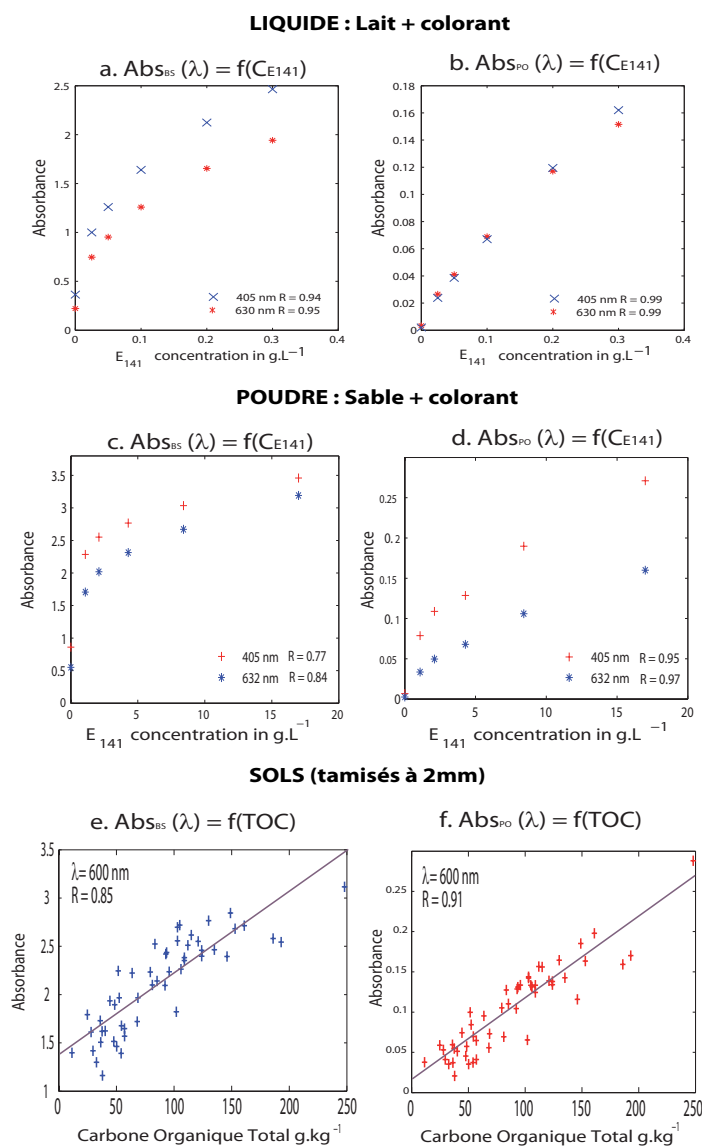 LIQUIDE : Lait + colorant
a. Abs_BS (λ) = f(C_E141)
2.5
2
1.5
1
0.5
0
Absorbance
0
0.1
0.2
0.3
0.4
405 nm R = 0.94
630 nm R = 0.95
E_141 concentration in g.L^-1
b. Abs_PO (λ) = f(C_E141)
0.18
0.16
0.14
0.12
0.1
0.08
0.06
0.04
0.02
0
Absorbance
0
0.1
0.2
0.3
0.4
405 nm R = 0.99
630 nm R = 0.99
E_141 concentration in g.L^-1
POUDRE : Sable + colorant
c. Abs_BS (λ) = f(C_E141)
3.5
3
2.5
2
1.5
1
0.5
0
Absorbance
0
5
10
15
20
405 nm R = 0.77
632 nm R = 0.84
E_141 concentration in g.L^-1
d. Abs_PO (λ) = f(C_E141)
0.25
0.2
0.15
0.1
0.05
0
Absorbance
0
5
10
15
20
405 nm R = 0.95
632 nm R = 0.97
E_141 concentration in g.L^-1
SOLS (tamisés à 2mm)
e. Abs_BS (λ) = f(TOC)
3.5
3
2.5
2
1.5
1
Absorbance
λ= 600 nm
R = 0.85
0
50
100
150
200
250
Carbone Organique Total g.kg^-1
f. Abs_PO (λ) = f(TOC)
0.25
0.2
0.15
0.1
0.05
0
Absorbance
λ= 600 nm
R = 0.91
0
50
100
150
200
250
Carbone Organique Total g.kg^-1